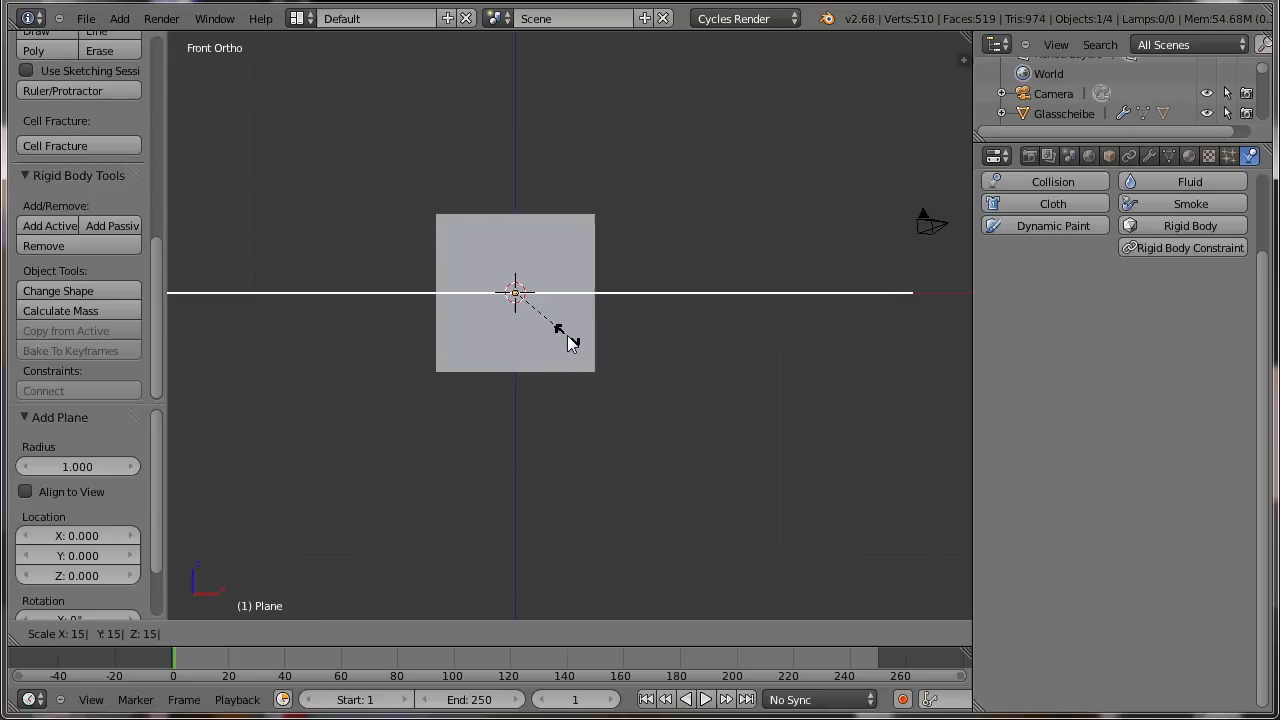 File Add Render Window Help Default Scene Cycles Render v2.68 | Verts:510 | Faces:519 | Tris:974 | Objects:1/4 | Lamps:0/0 | Mem:54.68M (0.
Draw Line
Poly Erase
Use Sketching Sessi
Ruler/Protractor
Cell Fracture:
Cell Fracture
Rigid Body Tools
Add/Remove:
Add Active Add Passiv
Remove
Object Tools:
Change Shape
Calculate Mass
Copy from Active
Bake To Keyframes
Constraints:
Connect
Add Plane
Radius
1.000
Align to View
Location
X: 0.000
Y: 0.000
Z: 0.000
Rotation
X: 0°
Front Ortho
z
x
(1) Plane
Scale X: 15| Y: 15| Z: 15|
View Search All Scenes
World
Camera
Glasscheibe
Collision Fluid
Cloth Smoke
Dynamic Paint Rigid Body
Rigid Body Constraint
-40 -20 0 20 40 60 80 100 120 140 160 180 200 220 240 260
View Marker Frame Playback Start: 1 End: 250 1 No Sync